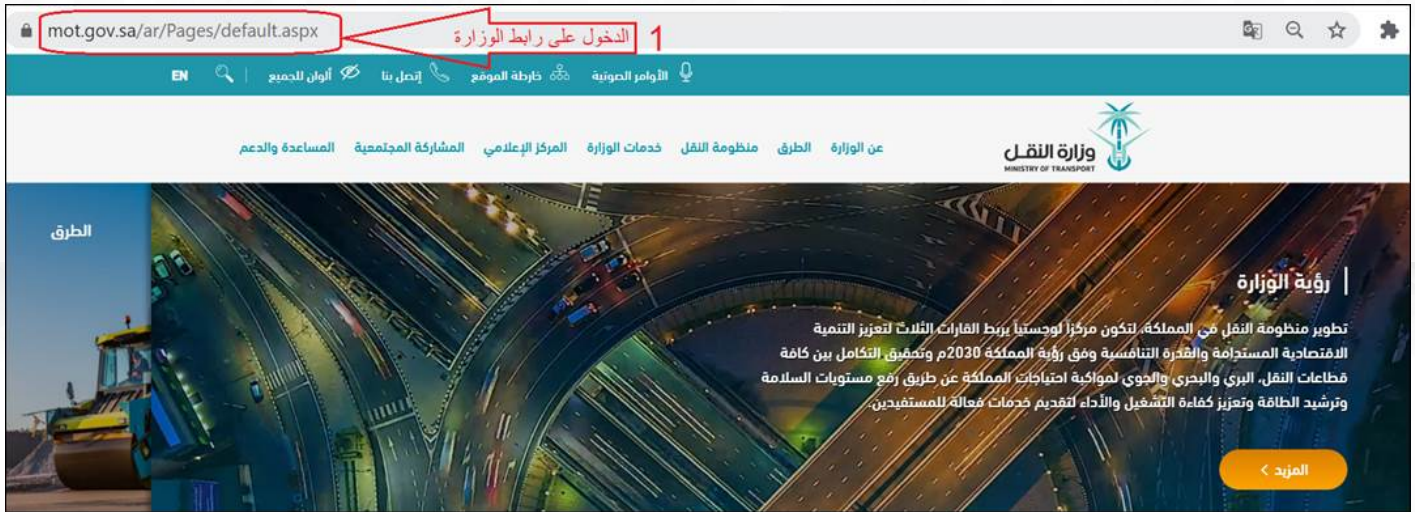 mot.gov.sa/ar/Pages/default.aspx
1 الدخول على رابط الوزارة
الأوامر الصوتية خارطة الموقع إتصل بنا ألوان للجميع | EN
وزارة النقـل
MINISTRY OF TRANSPORT
عن الوزارة الطرق منظومة النقل خدمات الوزارة المركز الإعلامي المشاركة المجتمعية المساعدة والدعم
رؤية الوزارة
تطوير منظومة النقل في المملكة، لتكون مركزاً لوجستياً يربط القارات الثلاث لتعزيز التنمية
الاقتصادية المستدامة والقدرة التنافسية وفق رؤية المملكة 2030م وتحقيق التكامل بين كافة
قطاعات النقل، البري والبحري والجوي لمواكبة احتياجات المملكة عن طريق رفع مستويات السلامة
وترشيد الطاقة وتعزيز كفاءة التشغيل والأداء لتقديم خدمات فعالة للمستفيدين.
المزيد >
الطرق